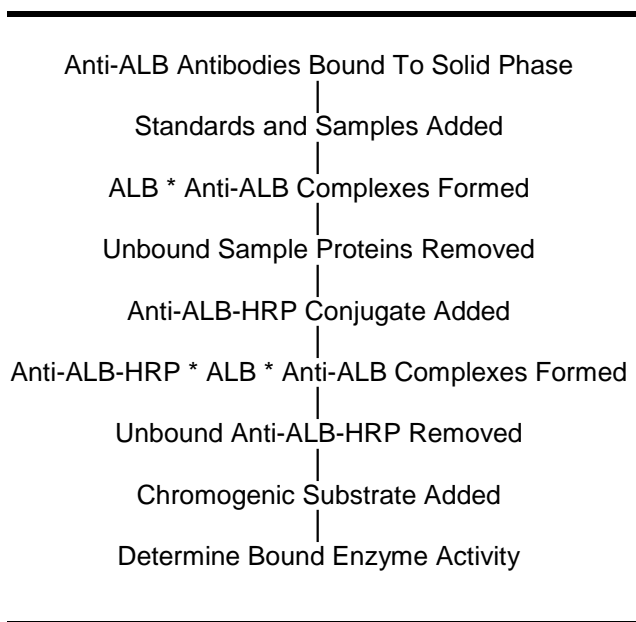 Anti-ALB Antibodies Bound To Solid Phase
Standards and Samples Added
ALB * Anti-ALB Complexes Formed
Unbound Sample Proteins Removed
Anti-ALB-HRP Conjugate Added
Anti-ALB-HRP * ALB * Anti-ALB Complexes Formed
Unbound Anti-ALB-HRP Removed
Chromogenic Substrate Added
Determine Bound Enzyme Activity